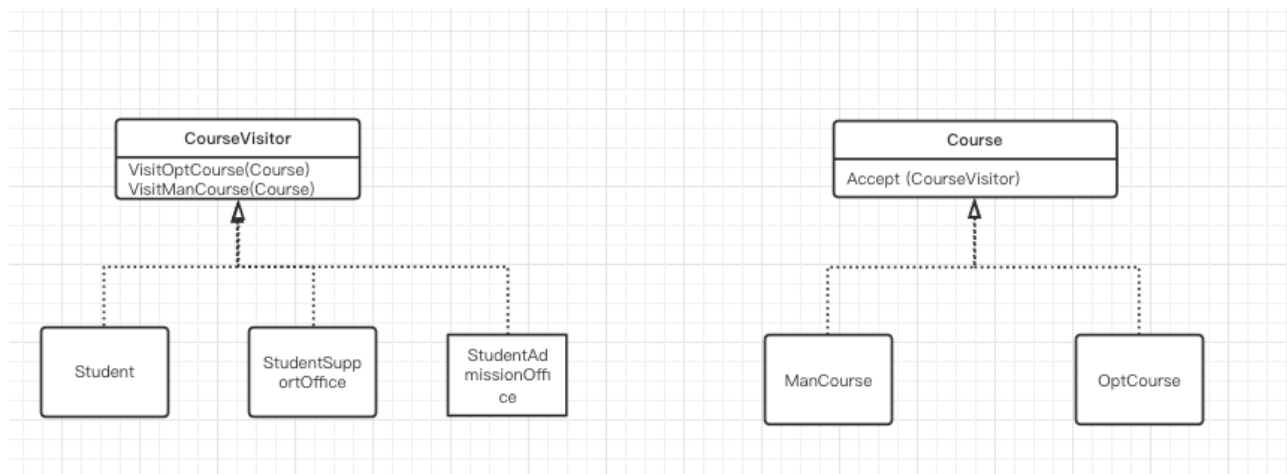 CourseVisitor
VisitOptCourse(Course)
VisitManCourse(Course)
Course
Accept (CourseVisitor)
Student
StudentSupp
ortOffice
StudentAd
missionOffi
ce
ManCourse
OptCourse